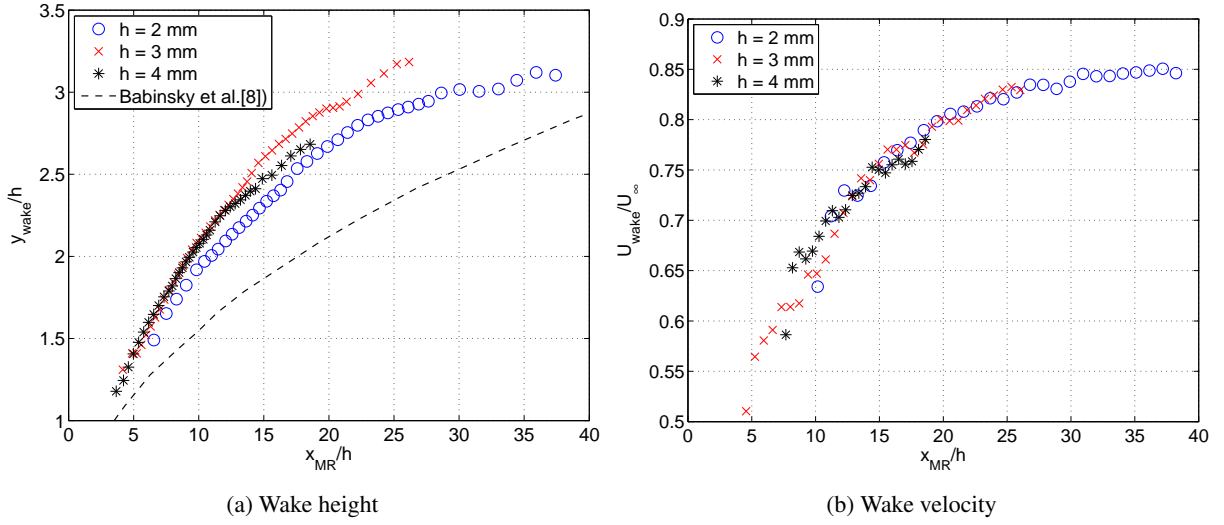 3.5
3
2.5
2
1.5
1
y_wake/h
h = 2 mm
h = 3 mm
h = 4 mm
Babinsky et al.[8])
0 5 10 15 20 25 30 35 40
x_MR/h
(a) Wake height
0.9
0.85
0.8
0.75
0.7
0.65
0.6
0.55
0.5
U_wake/U_∞
h = 2 mm
h = 3 mm
h = 4 mm
0 5 10 15 20 25 30 35 40
x_MR/h
(b) Wake velocity